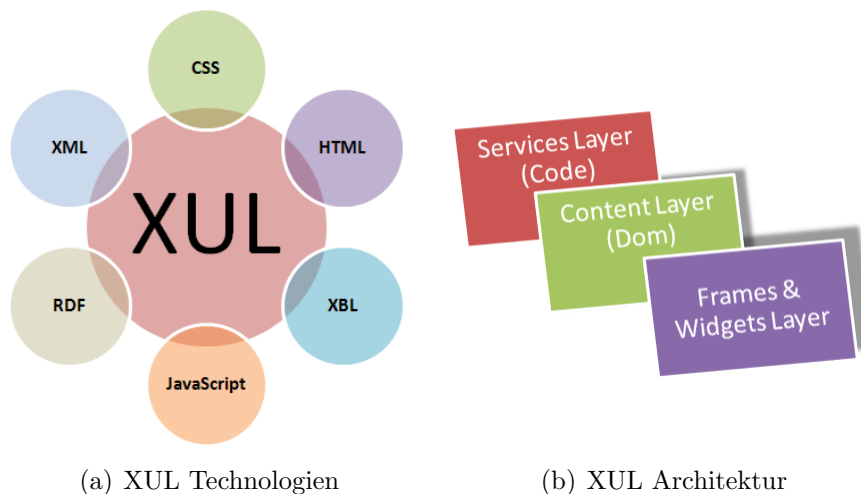 CSS
XML
HTML
XUL
RDF
XBL
JavaScript
(a) XUL Technologien
Services Layer
(Code)
Content Layer
(Dom)
Frames &
Widgets Layer
(b) XUL Architektur